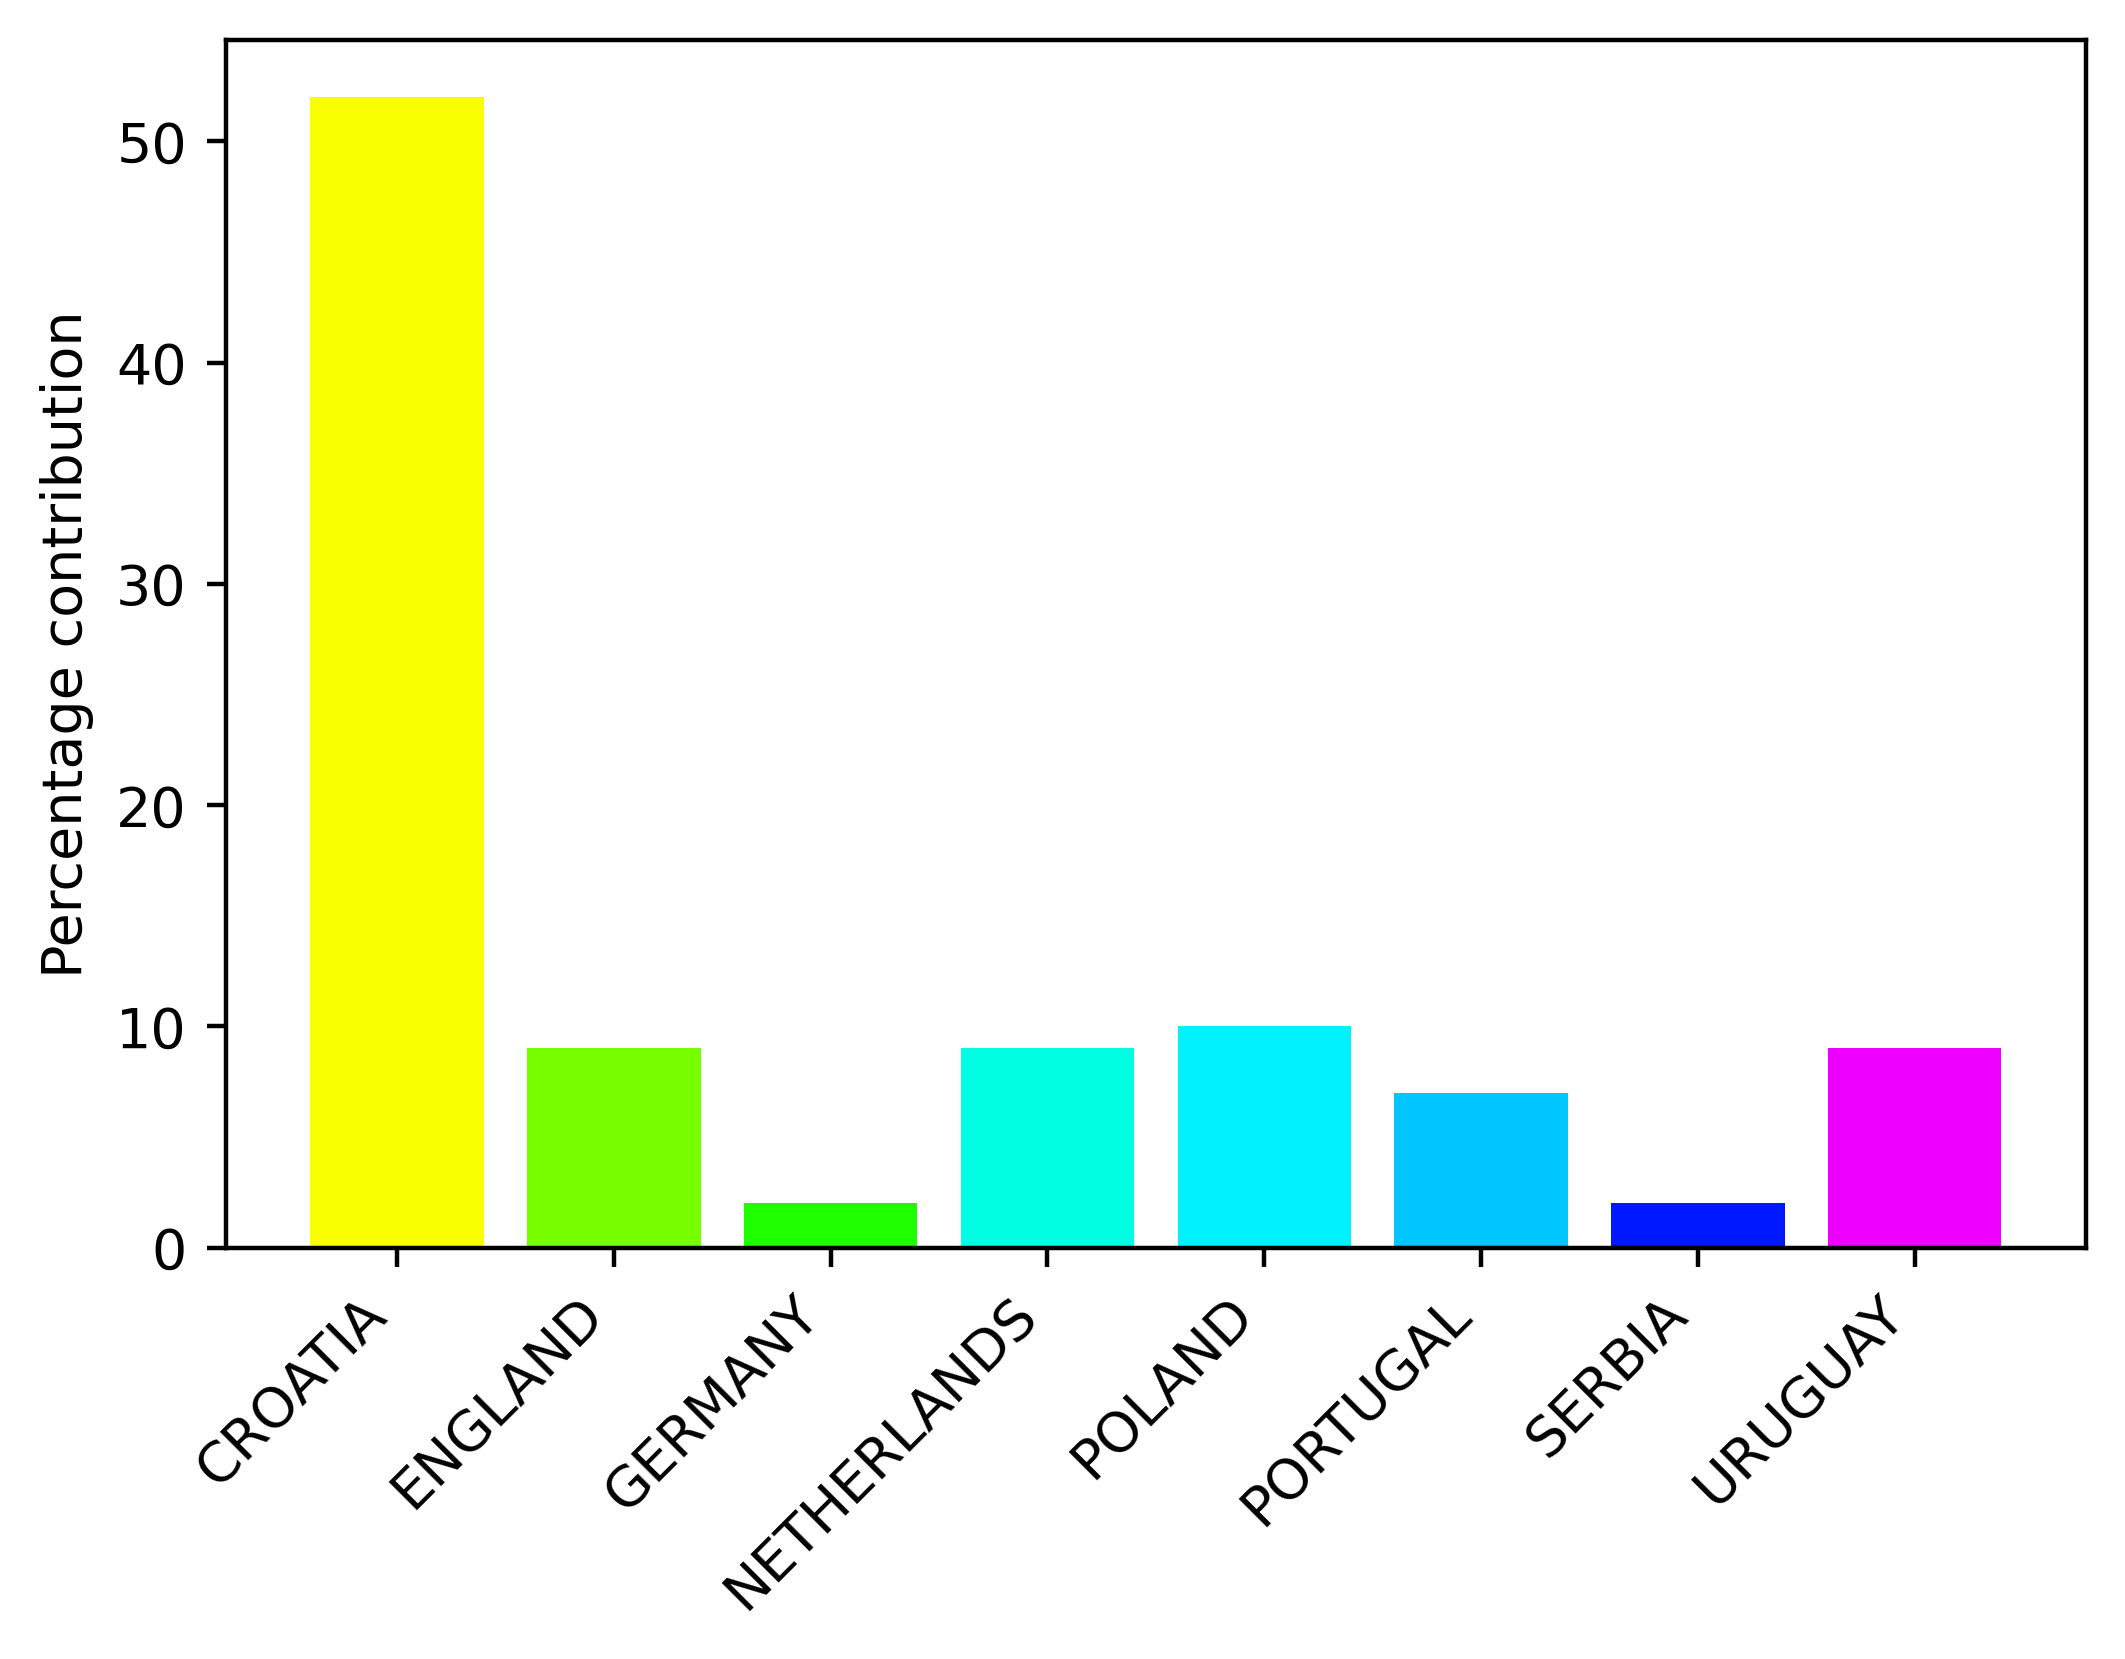 Percentage contribution
50
40
30
20
10
0
CROATIA
ENGLAND
GERMANY
NETHERLANDS
POLAND
PORTUGAL
SERBIA
URUGUAY